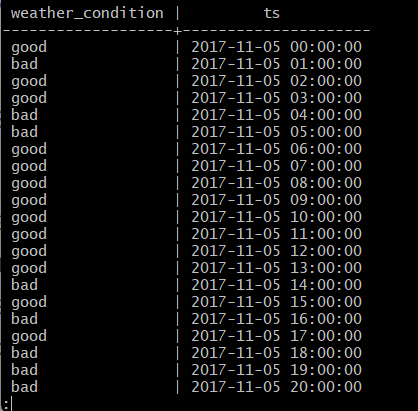 weather_condition |         ts
-------------------+---------------------
good | 2017-11-05 00:00:00
bad | 2017-11-05 01:00:00
good | 2017-11-05 02:00:00
good | 2017-11-05 03:00:00
bad | 2017-11-05 04:00:00
bad | 2017-11-05 05:00:00
good | 2017-11-05 06:00:00
good | 2017-11-05 07:00:00
good | 2017-11-05 08:00:00
good | 2017-11-05 09:00:00
good | 2017-11-05 10:00:00
good | 2017-11-05 11:00:00
good | 2017-11-05 12:00:00
good | 2017-11-05 13:00:00
bad | 2017-11-05 14:00:00
good | 2017-11-05 15:00:00
bad | 2017-11-05 16:00:00
good | 2017-11-05 17:00:00
bad | 2017-11-05 18:00:00
bad | 2017-11-05 19:00:00
bad | 2017-11-05 20:00:00
: